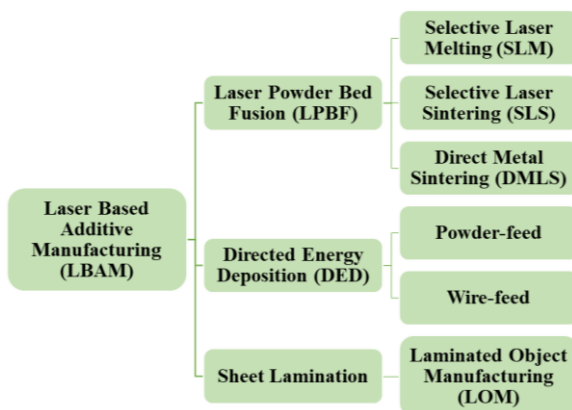 Laser Based
Additive
Manufacturing
(LBAM)
Laser Powder Bed
Fusion (LPBF)
Selective Laser
Melting (SLM)
Selective Laser
Sintering (SLS)
Direct Metal
Sintering (DMLS)
Directed Energy
Deposition (DED)
Powder-feed
Wire-feed
Sheet Lamination
Laminated Object
Manufacturing
(LOM)